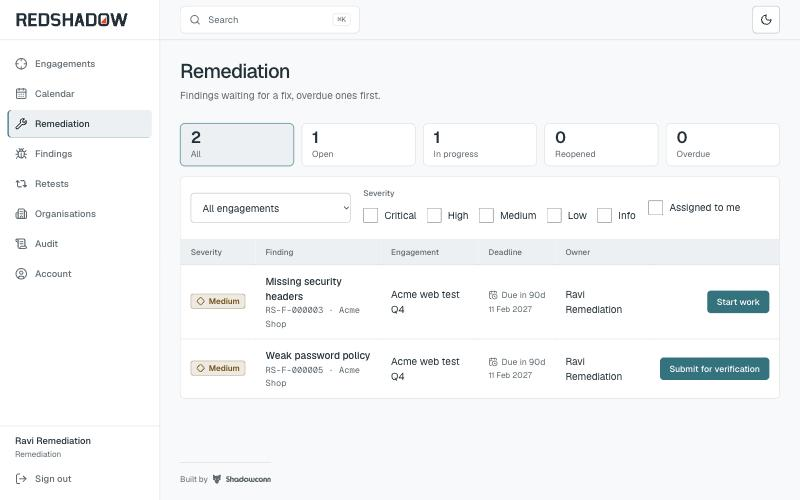 REDSHADOW
Search
⌘K
Engagements
Calendar
Remediation
Findings
Retests
Organisations
Audit
Account
Remediation
Findings waiting for a fix, overdue ones first.
2
All
1
Open
1
In progress
0
Reopened
0
Overdue
All engagements
Severity
Critical
High
Medium
Low
Info
Assigned to me
Severity
Finding
Engagement
Deadline
Owner
Medium
Missing security
headers
RS-F-000003 · Acme
Shop
Acme web test
Q4
Due in 90d
11 Feb 2027
Ravi
Remediation
Start work
Medium
Weak password policy
RS-F-000005 · Acme
Shop
Acme web test
Q4
Due in 90d
11 Feb 2027
Ravi
Remediation
Submit for verification
Ravi Remediation
Remediation
Sign out
Built by Shadowconn